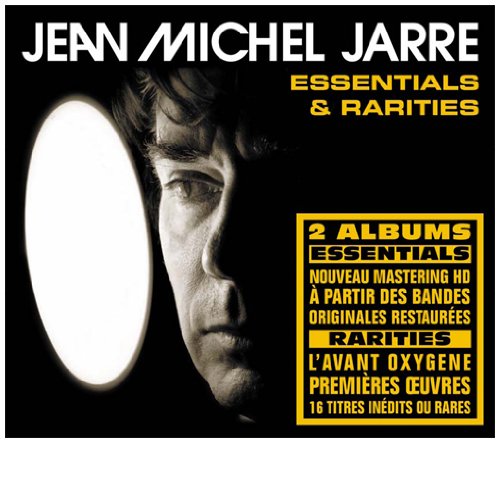 JEAN MICHEL JARRE
ESSENTIALS
& RARITIES
2 ALBUMS
ESSENTIALS
NOUVEAU MASTERING HD
À PARTIR DES BANDES
ORIGINALES RESTAURÉES
RARITIES
L'AVANT OXYGENE
PREMIÈRES ŒUVRES
16 TITRES INÉDITS OU RARES